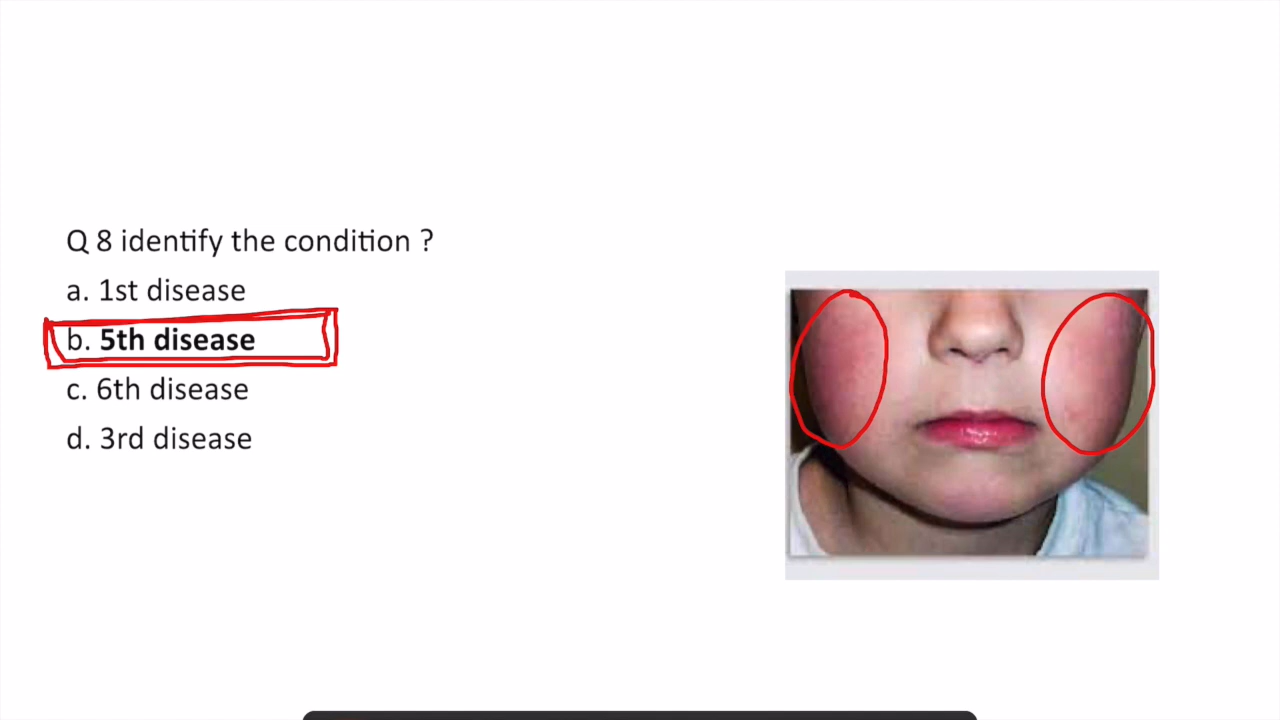 Q 8 identify the condition ?
a. 1st disease
b. 5th disease
c. 6th disease
d. 3rd disease